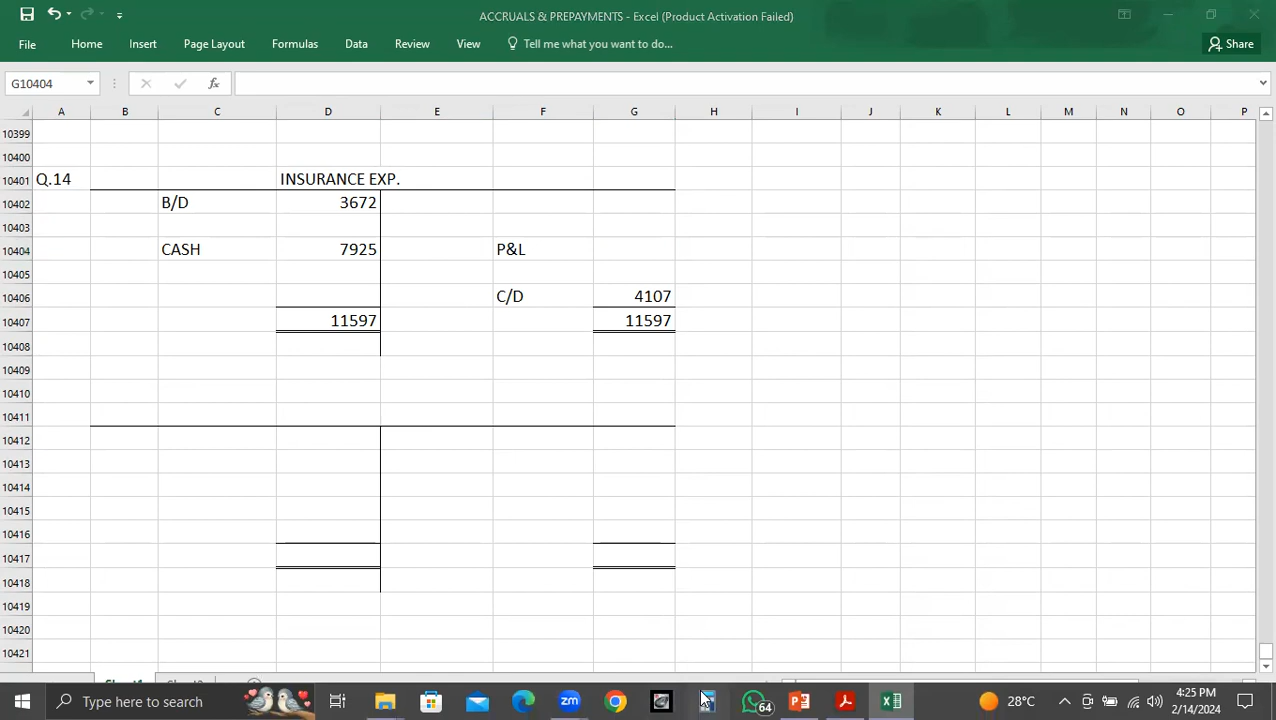 ACCRUALS & PREPAYMENTS - Excel (Product Activation Failed)
File Home Insert Page Layout Formulas Data Review View Tell me what you want to do... Share
G10404 fx
A B C D E F G H I J K L M N O P
10399
10400
10401 Q.14 INSURANCE EXP.
10402 B/D 3672
10403
10404 CASH 7925 P&L
10405
10406 C/D 4107
10407 11597 11597
10408
10409
10410
10411
10412
10413
10414
10415
10416
10417
10418
10419
10420
10421
Type here to search zm 64 28°C 4:25 PM
2/14/2024